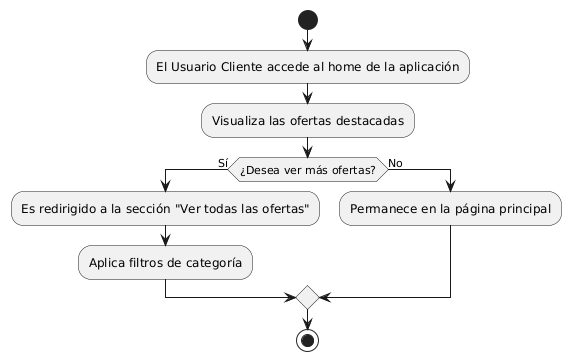 El Usuario Cliente accede al home de la aplicación
Visualiza las ofertas destacadas
Sí
¿Desea ver más ofertas?
No
Es redirigido a la sección "Ver todas las ofertas"
Permanece en la página principal
Aplica filtros de categoría